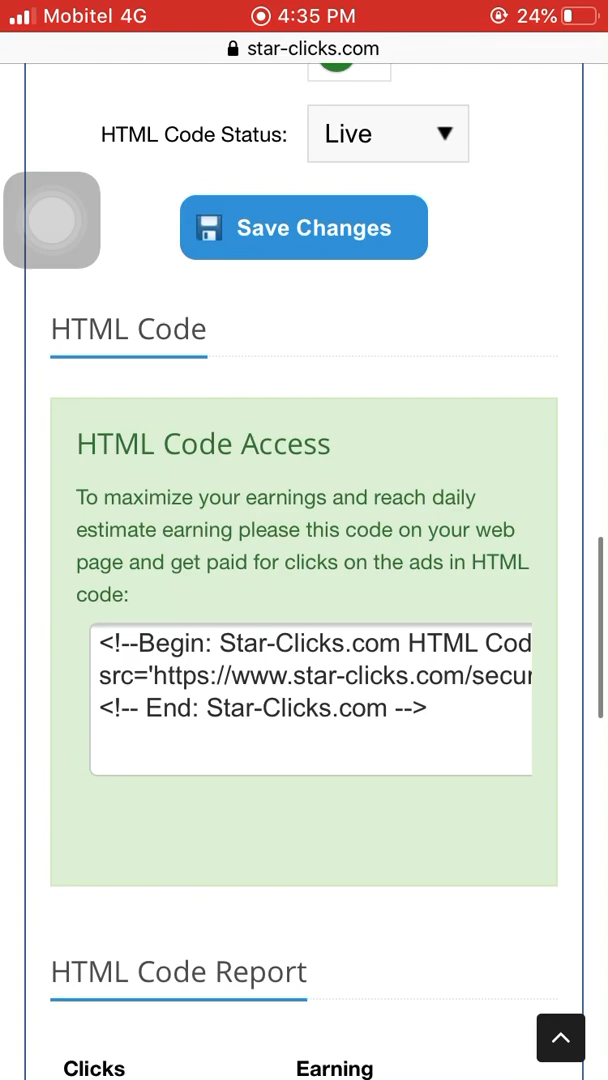 Mobitel 4G 4:35 PM 24%
star-clicks.com
HTML Code Status: Live
Save Changes
HTML Code
HTML Code Access
To maximize your earnings and reach daily
estimate earning please this code on your web
page and get paid for clicks on the ads in HTML
code:
<!--Begin: Star-Clicks.com HTML Cod
src='https://www.star-clicks.com/secur
<!-- End: Star-Clicks.com -->
HTML Code Report
Clicks Earning